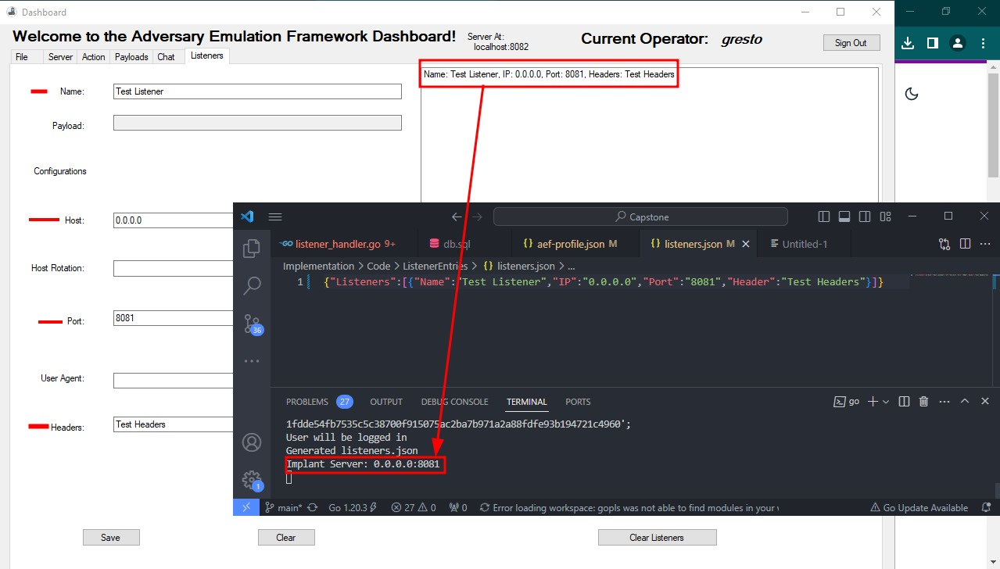 Dashboard
Welcome to the Adversary Emulation Framework Dashboard!
Server At:
localhost:8082
Current Operator: gresto
Sign Out
File Server Action Payloads Chat Listeners
Name: Test Listener
Payload:
Configurations
Host: 0.0.0.0
Host Rotation:
Port: 8081
User Agent:
Headers: Test Headers
Name: Test Listener, IP: 0.0.0.0, Port: 8081, Headers: Test Headers
Capstone
listener_handler.go 9+ db.sql aef-profile.json M listeners.json M Untitled-1
Implementation > Code > ListenerEntries > {} listeners.json > ...
1 {"Listeners":[{"Name":"Test Listener","IP":"0.0.0.0","Port":"8081","Header":"Test Headers"}]}
36
PROBLEMS 27 OUTPUT DEBUG CONSOLE TERMINAL PORTS
go
1fdde54fb7535c5c38700f915075ac2ba7b971a2a88fdfe93b194721c4960';
User will be logged in
Generated listeners.json
Implant Server: 0.0.0.0:8081
1
main* Go 1.20.3 27 0 0 Error loading workspace: gopls was not able to find modules in your Go Update Available
Save Clear Clear Listeners